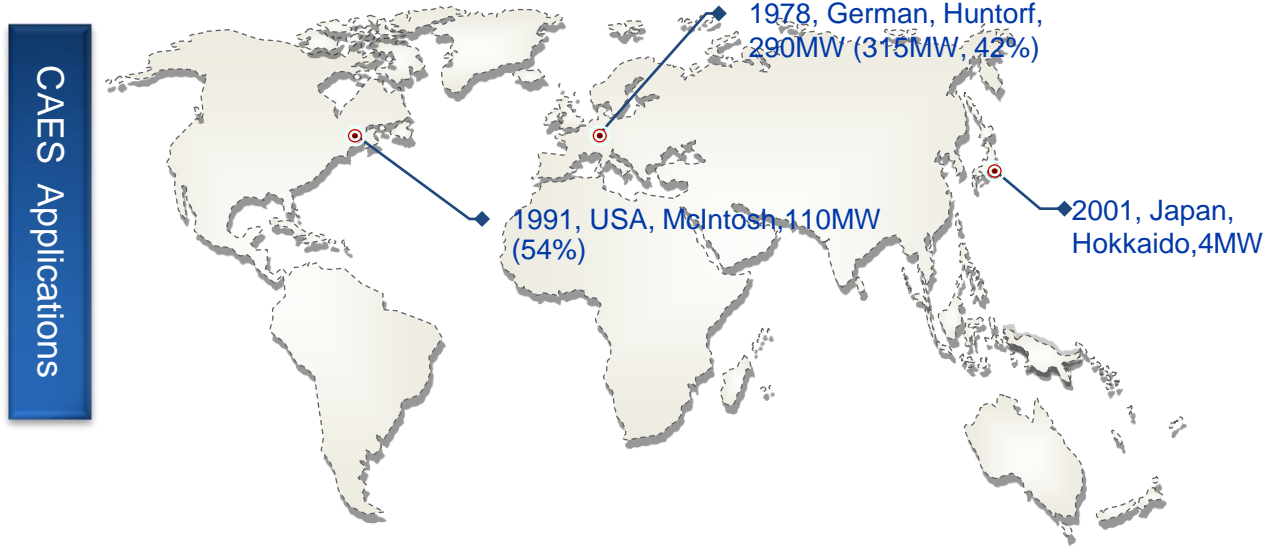 CAES Applications
1978, German, Huntorf,
290MW (315MW, 42%)
1991, USA, McIntosh,110MW
(54%)
2001, Japan,
Hokkaido,4MW